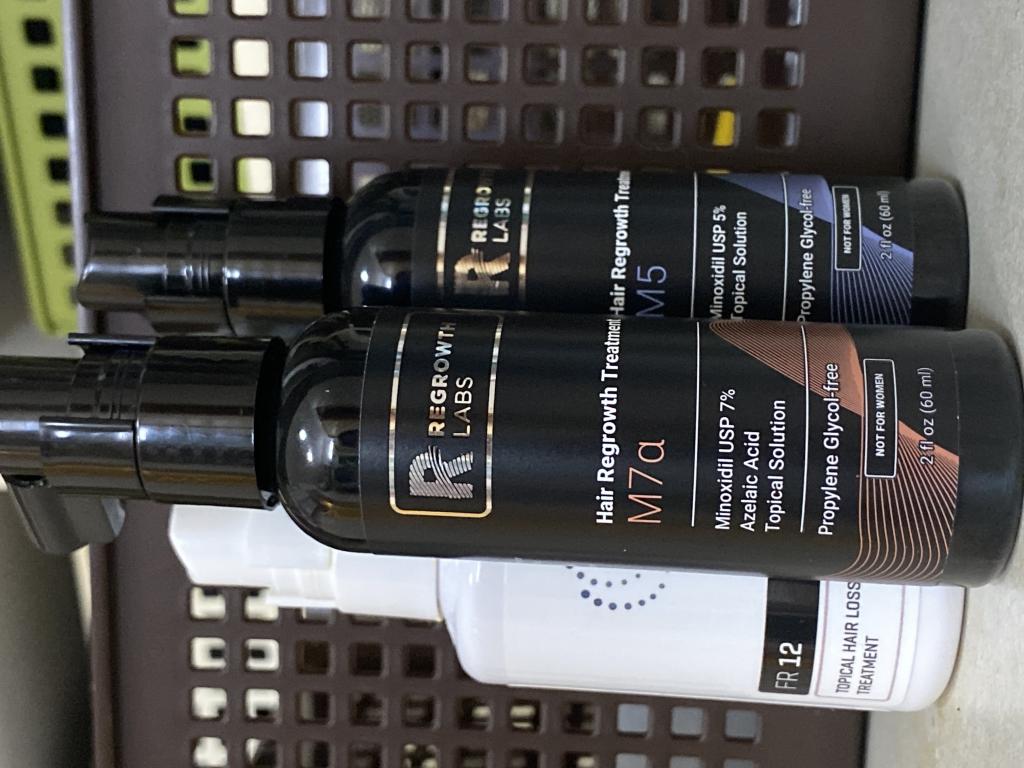 REGROWTH
LABS
Hair Regrowth Treatment
M7α
Minoxidil USP 7%
Azelaic Acid
Topical Solution
Propylene Glycol-free
NOT FOR WOMEN
2 fl oz (60 ml)
REGROWTH
LABS
Hair Regrowth Treatm
M5
Minoxidil USP 5%
Topical Solution
Propylene Glycol-free
NOT FOR WOMEN
2 fl oz (60 ml)
FR 12
TOPICAL HAIR LOSS
TREATMENT